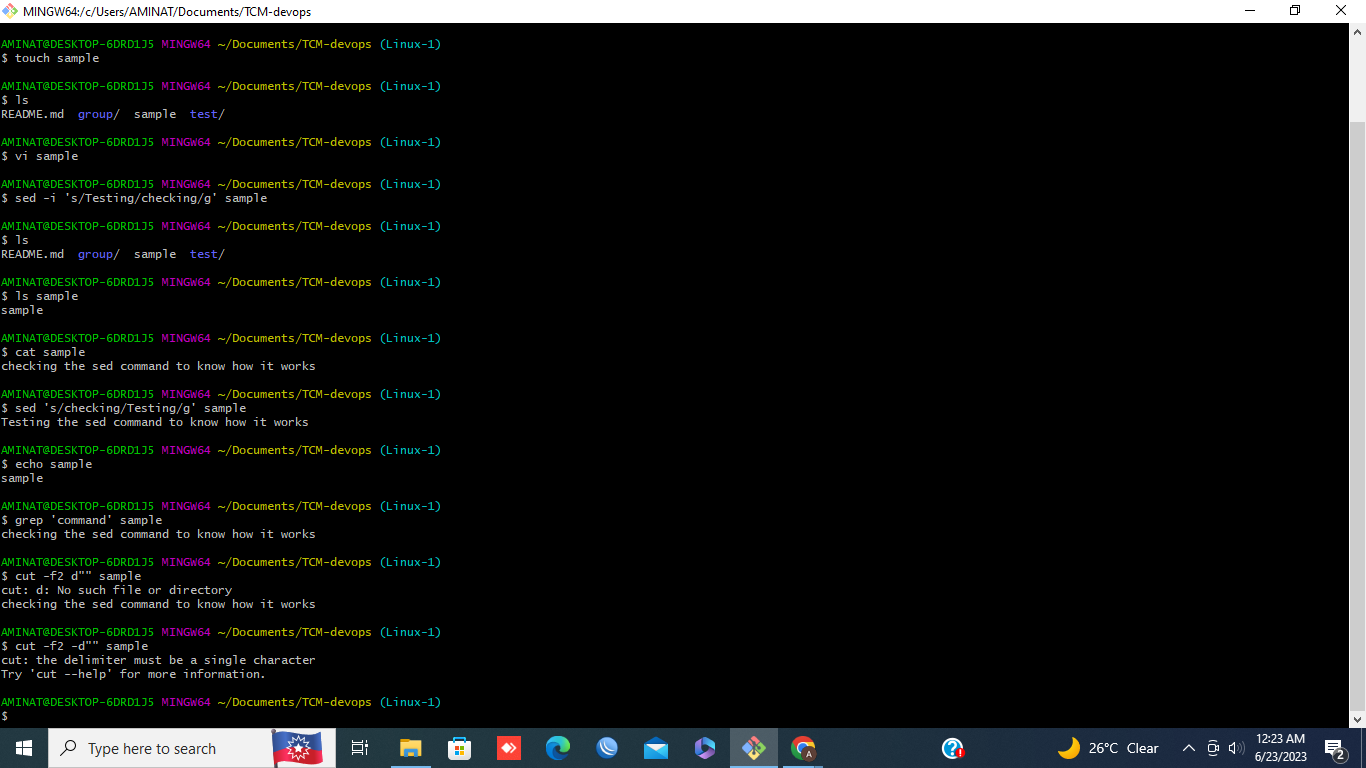 MINGW64:/c/Users/AMINAT/Documents/TCM-devops
AMINAT@DESKTOP-6DRD1J5 MINGW64 ~/Documents/TCM-devops (Linux-1)
$ touch sample
AMINAT@DESKTOP-6DRD1J5 MINGW64 ~/Documents/TCM-devops (Linux-1)
$ ls
README.md  group/  sample  test/
AMINAT@DESKTOP-6DRD1J5 MINGW64 ~/Documents/TCM-devops (Linux-1)
$ vi sample
AMINAT@DESKTOP-6DRD1J5 MINGW64 ~/Documents/TCM-devops (Linux-1)
$ sed -i 's/Testing/checking/g' sample
AMINAT@DESKTOP-6DRD1J5 MINGW64 ~/Documents/TCM-devops (Linux-1)
$ ls
README.md  group/  sample  test/
AMINAT@DESKTOP-6DRD1J5 MINGW64 ~/Documents/TCM-devops (Linux-1)
$ ls sample
sample
AMINAT@DESKTOP-6DRD1J5 MINGW64 ~/Documents/TCM-devops (Linux-1)
$ cat sample
checking the sed command to know how it works
AMINAT@DESKTOP-6DRD1J5 MINGW64 ~/Documents/TCM-devops (Linux-1)
$ sed 's/checking/Testing/g' sample
Testing the sed command to know how it works
AMINAT@DESKTOP-6DRD1J5 MINGW64 ~/Documents/TCM-devops (Linux-1)
$ echo sample
sample
AMINAT@DESKTOP-6DRD1J5 MINGW64 ~/Documents/TCM-devops (Linux-1)
$ grep 'command' sample
checking the sed command to know how it works
AMINAT@DESKTOP-6DRD1J5 MINGW64 ~/Documents/TCM-devops (Linux-1)
$ cut -f2 d"" sample
cut: d: No such file or directory
checking the sed command to know how it works
AMINAT@DESKTOP-6DRD1J5 MINGW64 ~/Documents/TCM-devops (Linux-1)
$ cut -f2 -d"" sample
cut: the delimiter must be a single character
Try 'cut --help' for more information.
AMINAT@DESKTOP-6DRD1J5 MINGW64 ~/Documents/TCM-devops (Linux-1)
$
Type here to search
A
26°C Clear
12:23 AM
6/23/2023
2